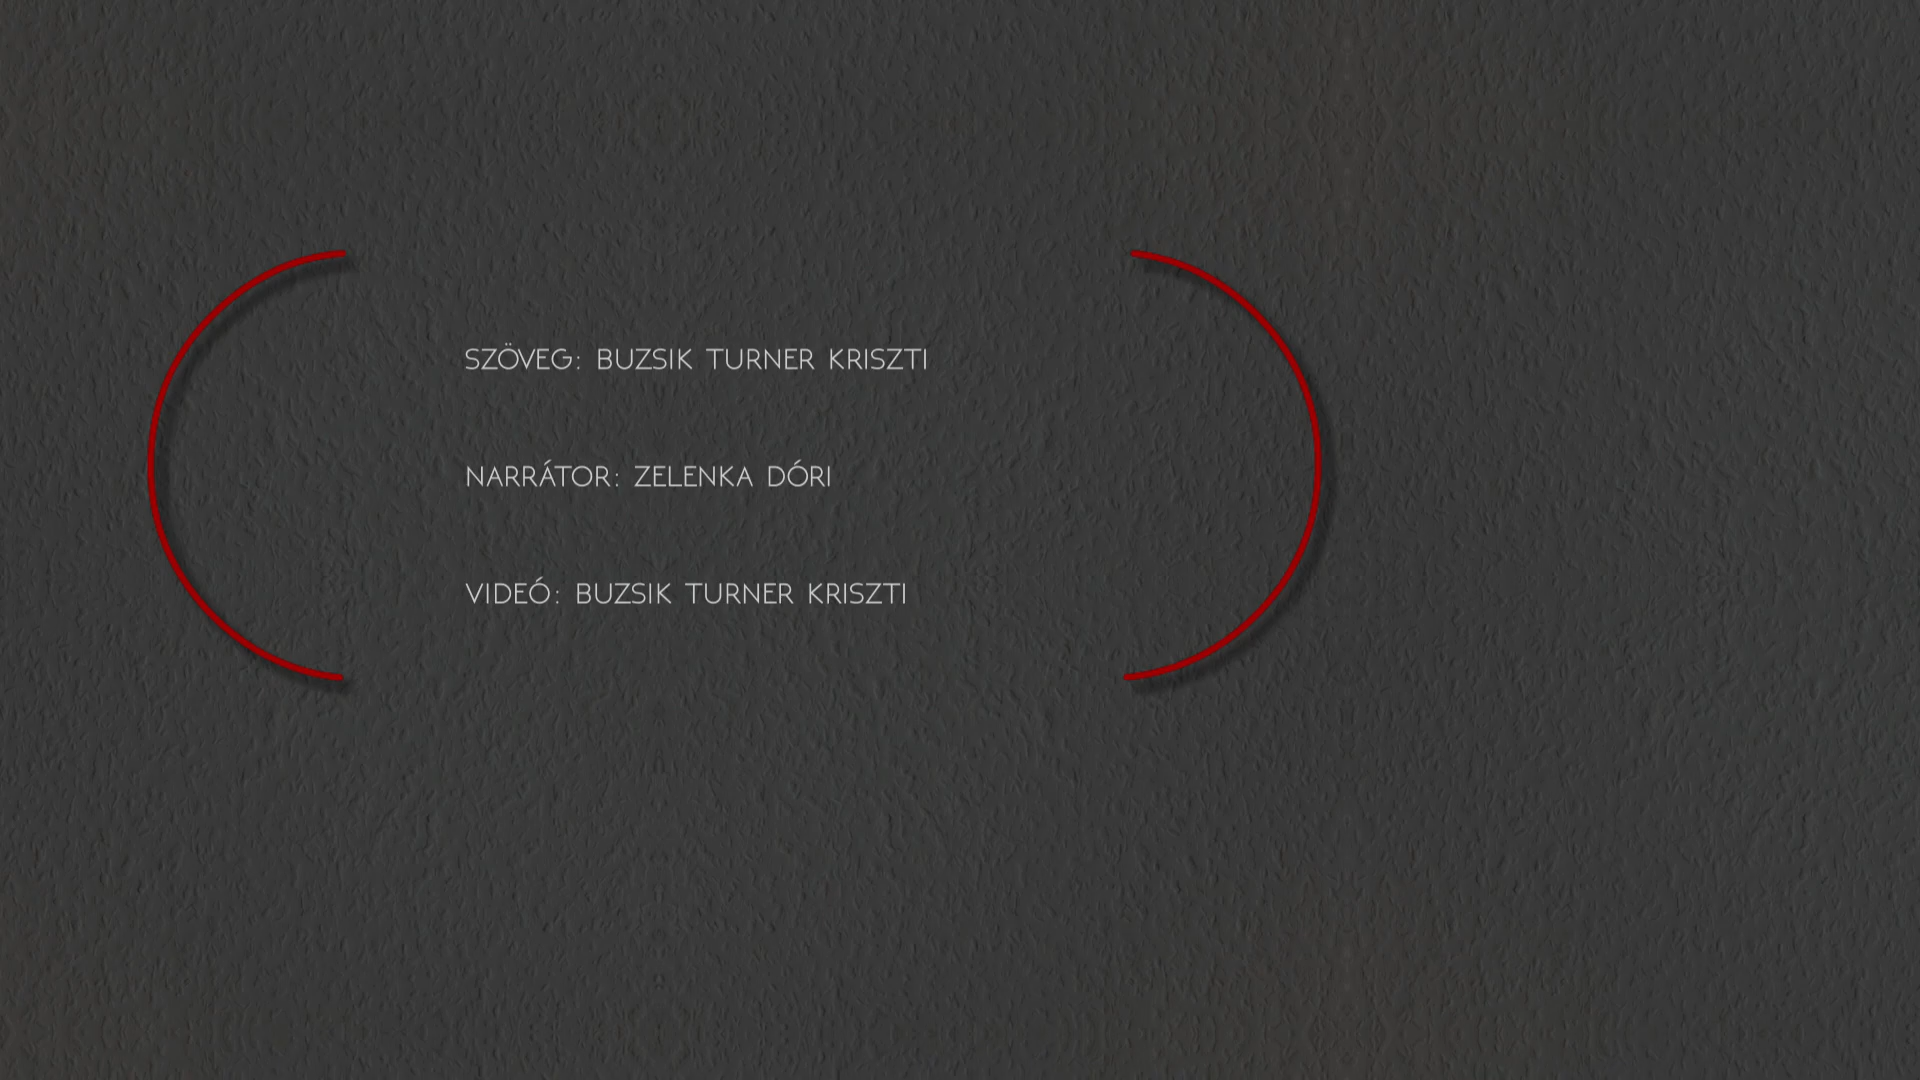 SZÖVEG: BUZSIK TURNER KRISZTI
NARRÁTOR: ZELENKA DÓRI
VIDEÓ: BUZSIK TURNER KRISZTI